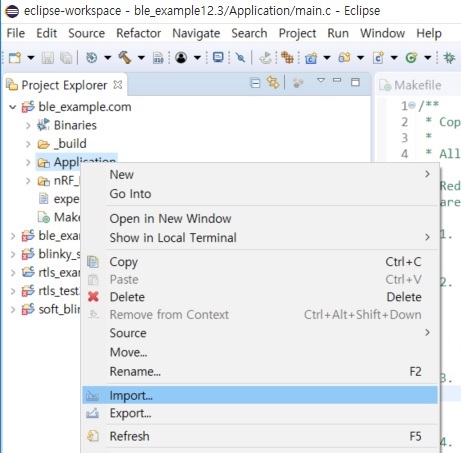 eclipse-workspace - ble_example12.3/Application/main.c - Eclipse
File Edit Source Refactor Navigate Search Project Run Window Help
Project Explorer
Makefile
ble_example.com
Binaries
_build
Application
nRF_
expe
Make
ble_exa
blinky_s
rtls_exa
rtls_test
soft_blin
New
Go Into
Open in New Window
Show in Local Terminal
Copy Ctrl+C
Paste Ctrl+V
Delete Delete
Remove from Context Ctrl+Alt+Shift+Down
Source
Move...
Rename... F2
Import...
Export...
Refresh F5
1 /**
2 * Cop
3 *
4 * All
Red
are
1.
2.
3.
4.